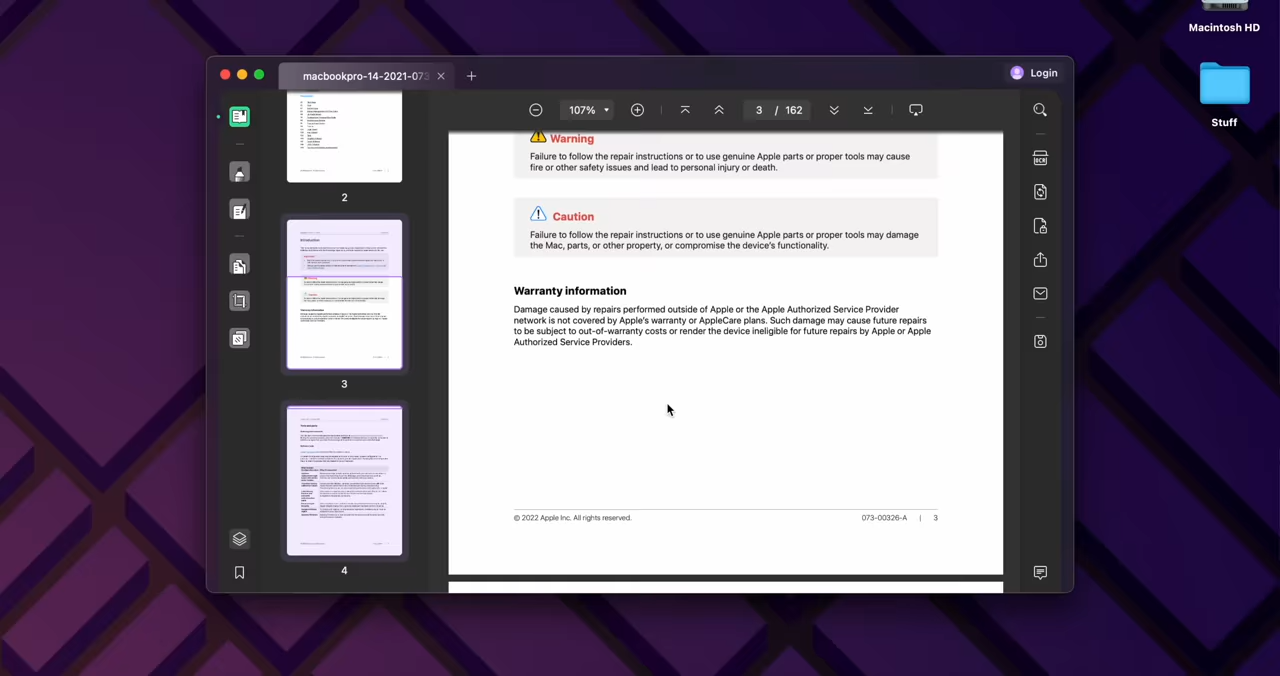 Macintosh HD
Stuff
macbookpro-14-2021-073
Login
107%
/ 162
2
3
4
Warning
Failure to follow the repair instructions or to use genuine Apple parts or proper tools may cause
fire or other safety issues and lead to personal injury or death.
Caution
Failure to follow the repair instructions or to use genuine Apple parts or proper tools may damage
the Mac, parts, or other property, or compromise the device's functionality.
Warranty information
Damage caused by repairs performed outside of Apple or the Apple Authorized Service Provider
network is not covered by Apple's warranty or AppleCare plans. Such damage may cause future repairs
to be subject to out-of-warranty costs or render the device ineligible for future repairs by Apple or Apple
Authorized Service Providers.
© 2022 Apple Inc. All rights reserved.
073-00326-A | 3
OCR